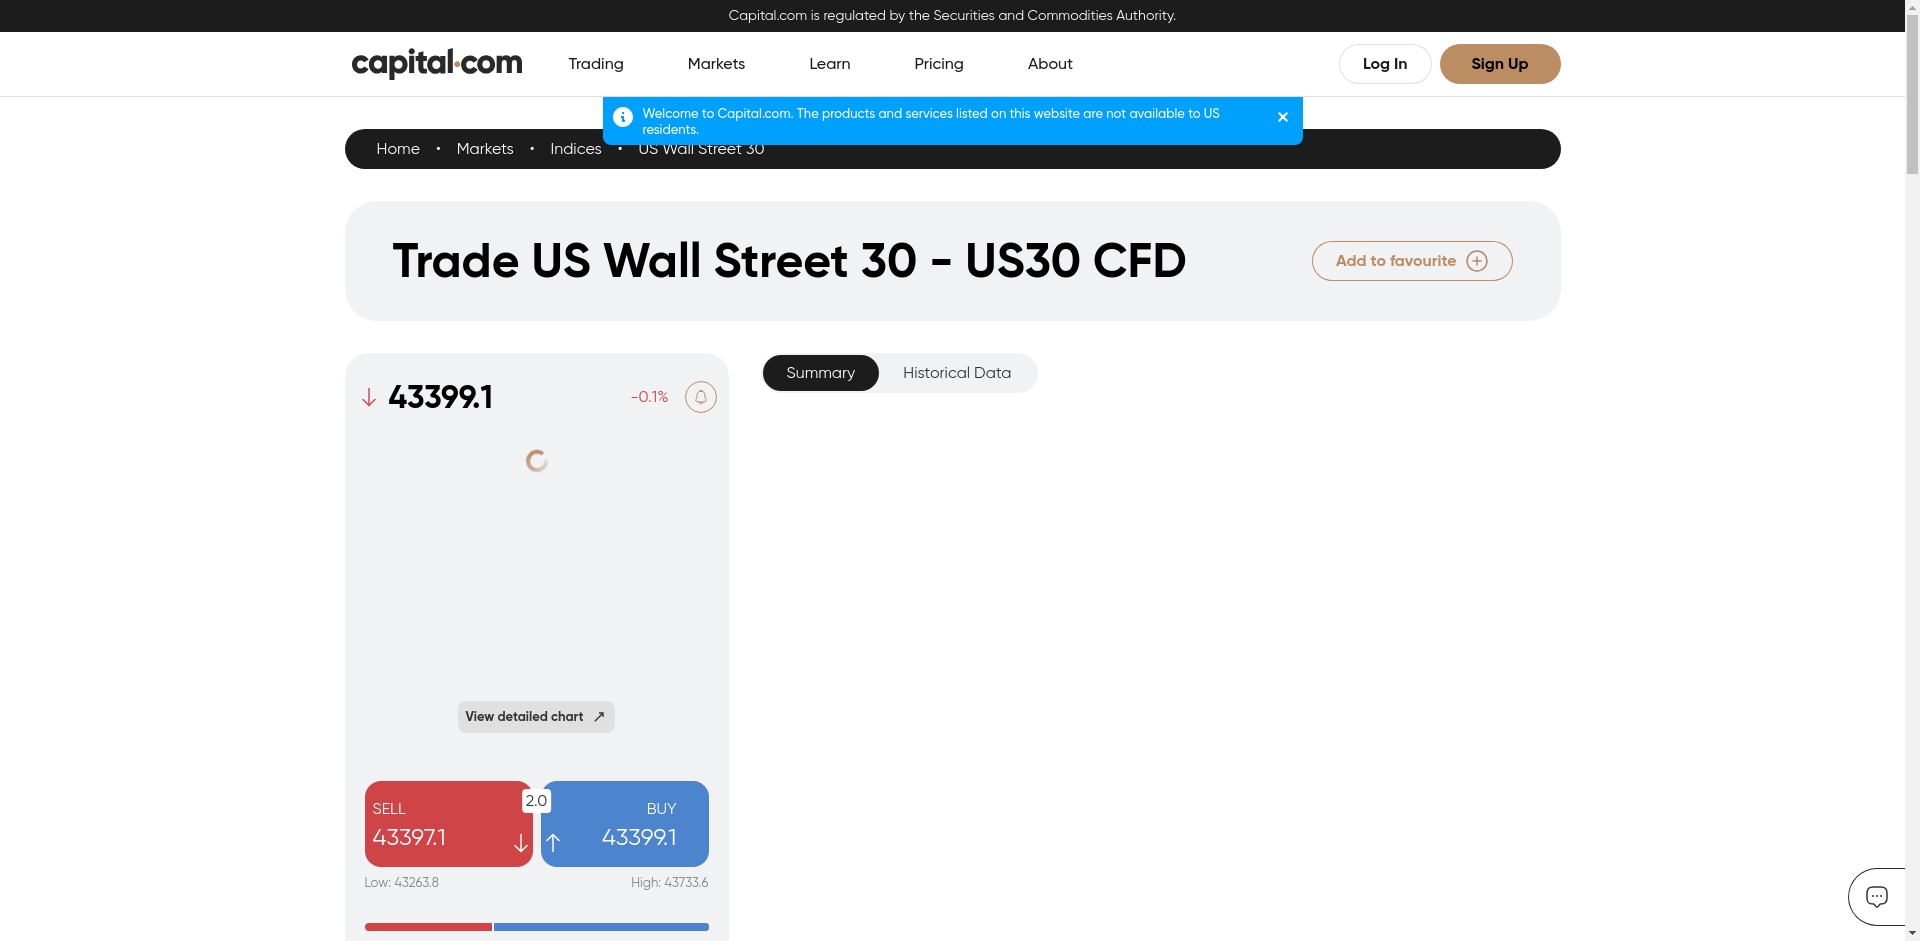 Capital.com is regulated by the Securities and Commodities Authority.
capital.com
Trading
Markets
Learn
Pricing
About
Log In
Sign Up
Welcome to Capital.com. The products and services listed on this website are not available to US
residents.
Home • Markets • Indices • US Wall Street 30
Trade US Wall Street 30 - US30 CFD
Add to favourite
43399.1
-0.1%
Summary
Historical Data
View detailed chart
SELL
43397.1
2.0
BUY
43399.1
Low: 43263.8
High: 43733.6